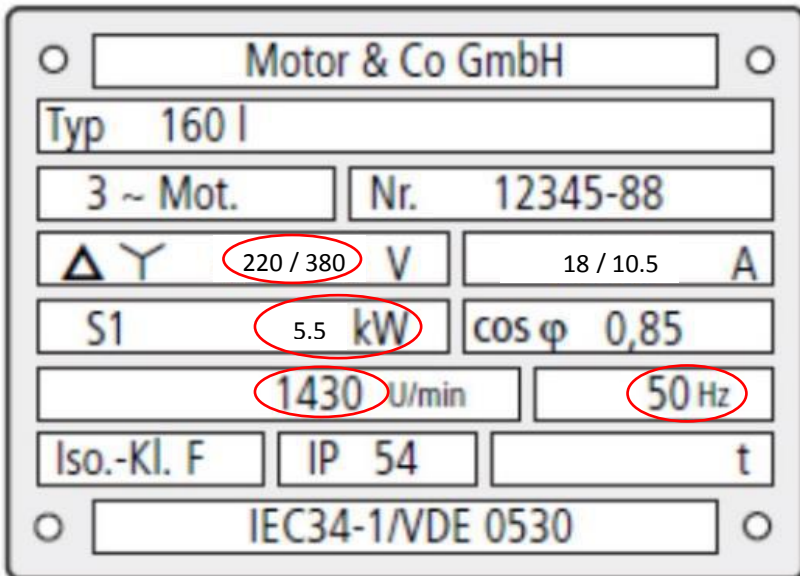 Motor & Co GmbH
Typ 160 l
3 ~ Mot. Nr. 12345-88
Δ Y 220 / 380 V 18 / 10.5 A
S1 5.5 kW cos φ 0,85
1430 U/min 50 Hz
Iso.-Kl. F IP 54 t
IEC34-1/VDE 0530